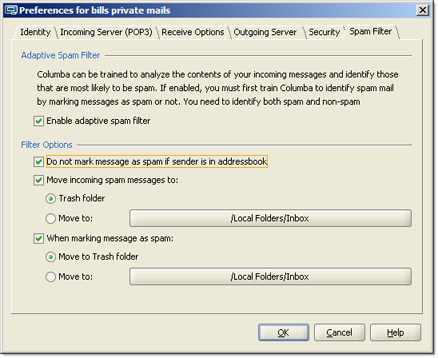 Preferences for bills private mails
Identity Incoming Server (POP3) Receive Options Outgoing Server Security Spam Filter
Adaptive Spam Filter
Columba can be trained to analyze the contents of your incoming messages and identify those
that are most likely to be spam. If enabled, you must first train Columba to identify spam mail
by marking messages as spam or not. You need to identify both spam and non-spam
Enable adaptive spam filter
Filter Options
Do not mark message as spam if sender is in addressbook
Move incoming spam messages to:
Trash folder
Move to: /Local Folders/Inbox
When marking message as spam:
Move to Trash folder
Move to: /Local Folders/Inbox
OK Cancel Help